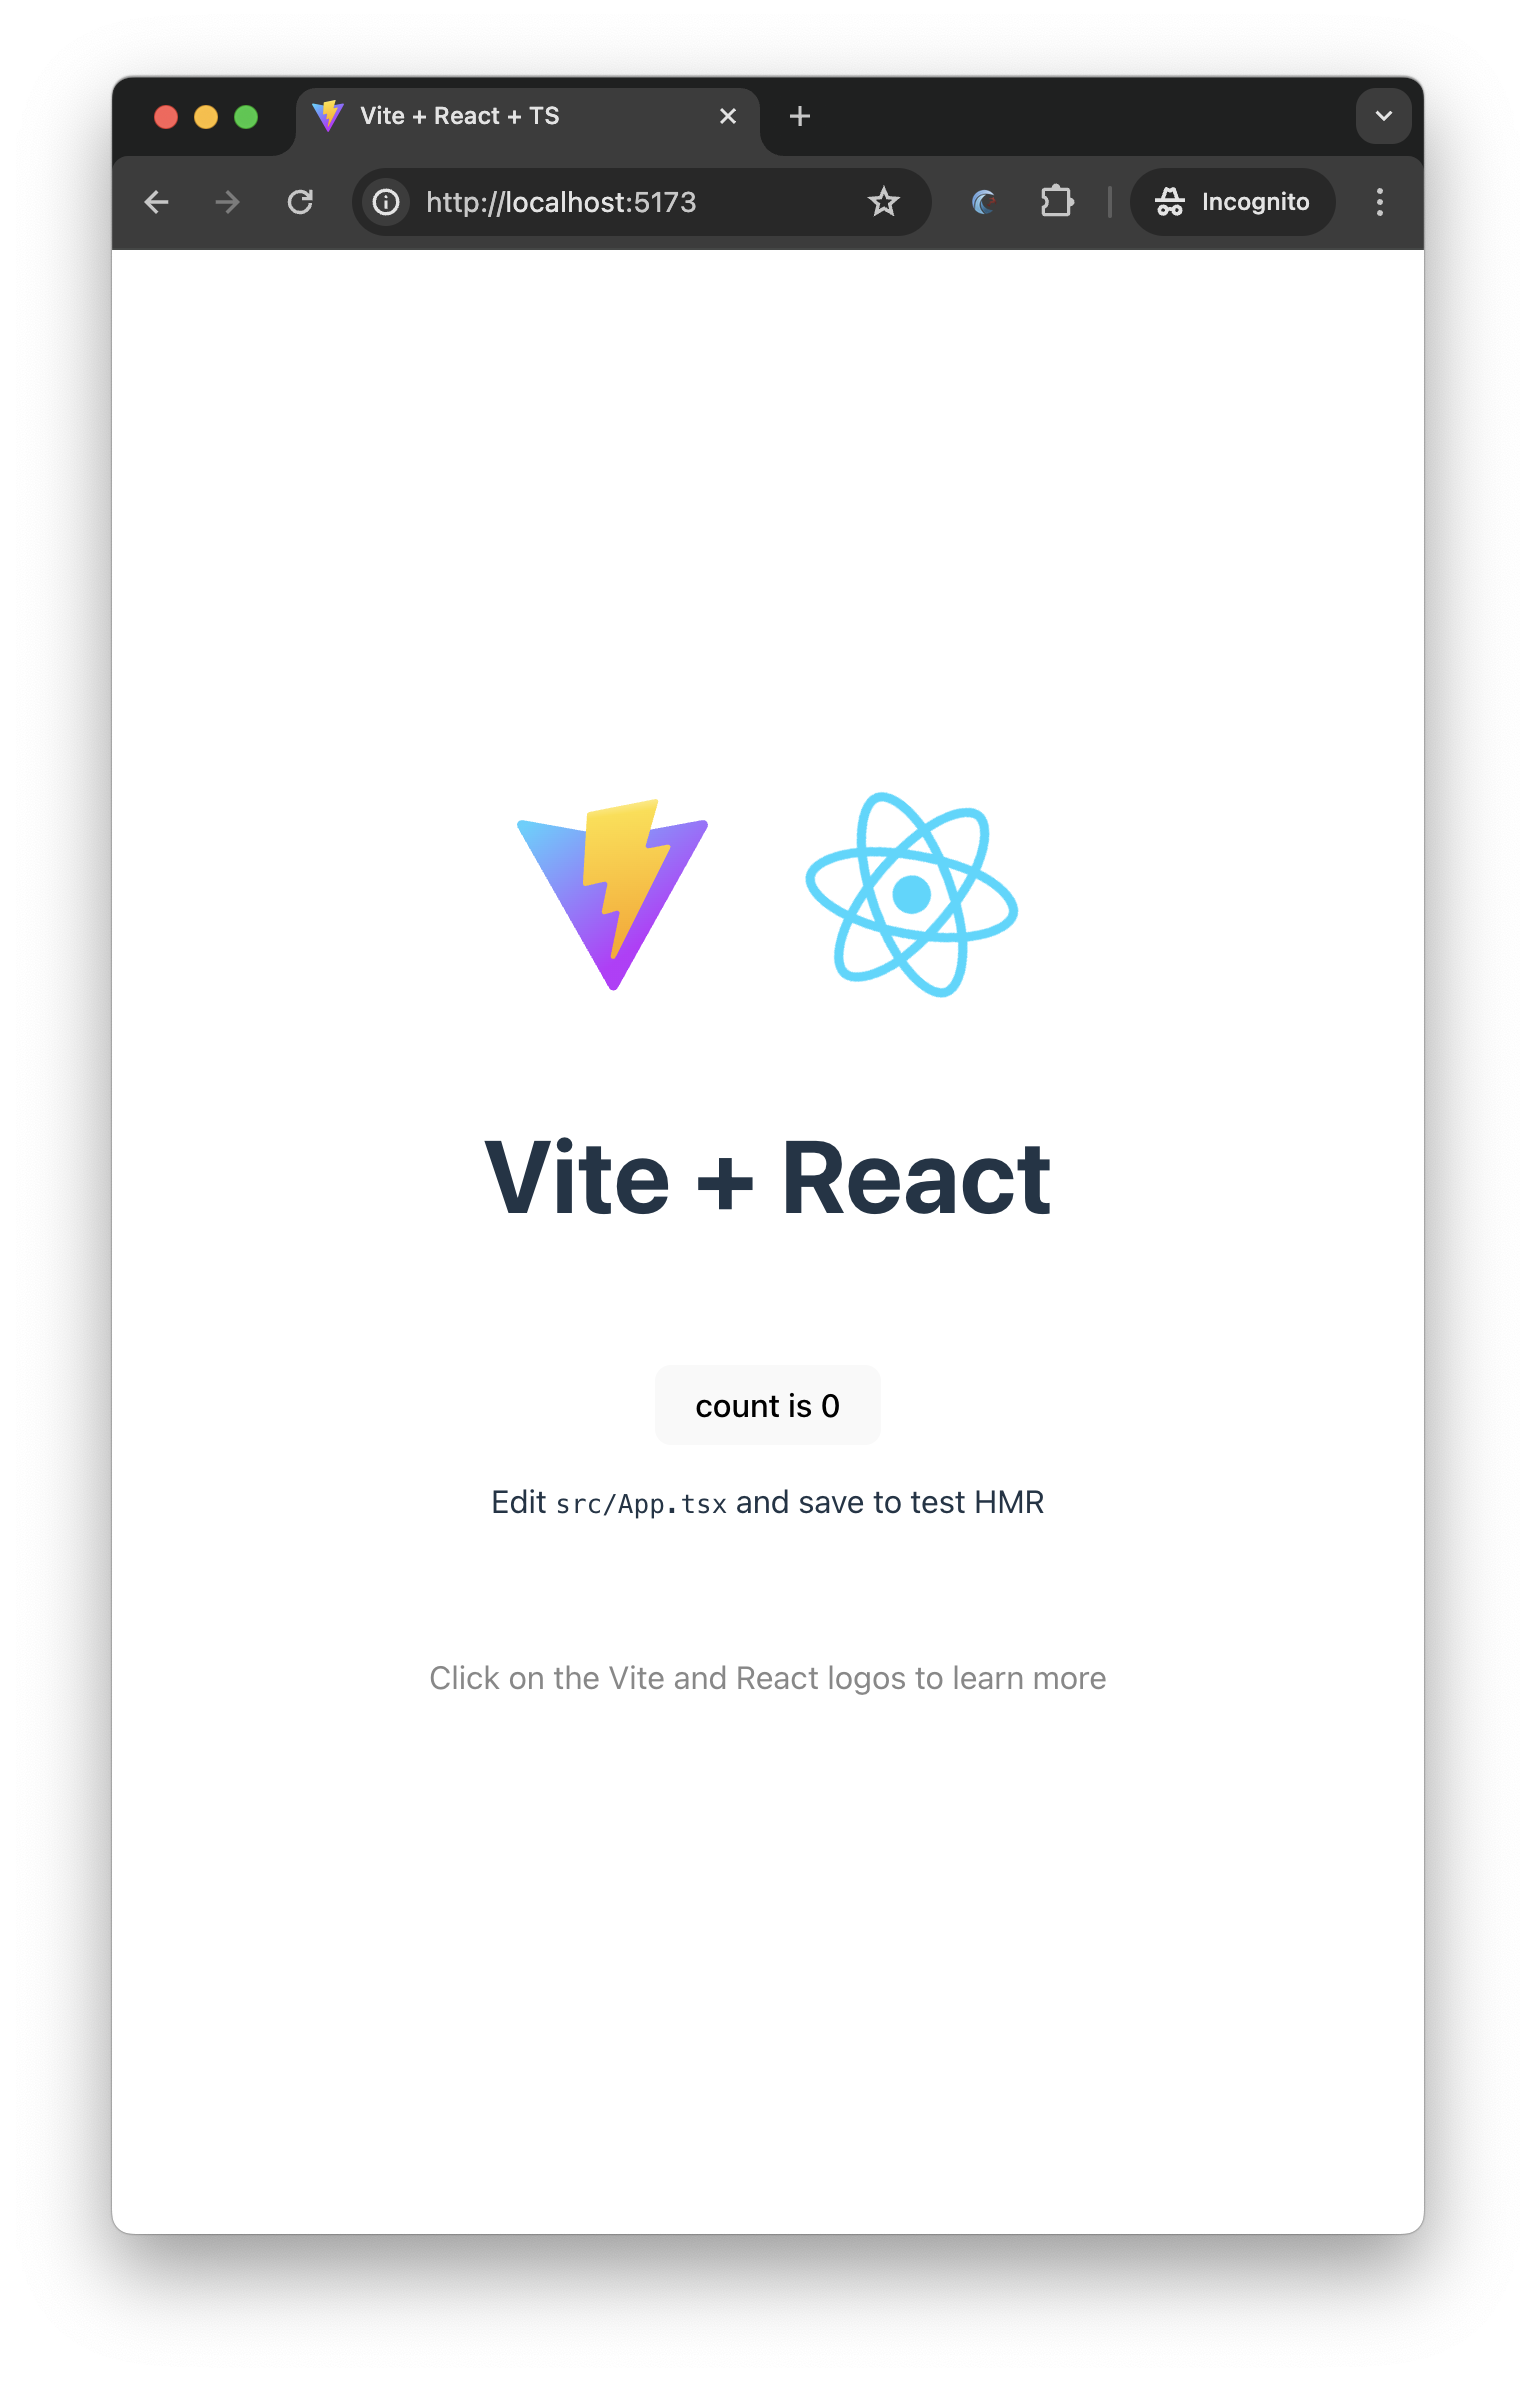 Vite + React + TS
http://localhost:5173
Incognito
Vite + React
count is 0
Edit src/App.tsx and save to test HMR
Click on the Vite and React logos to learn more